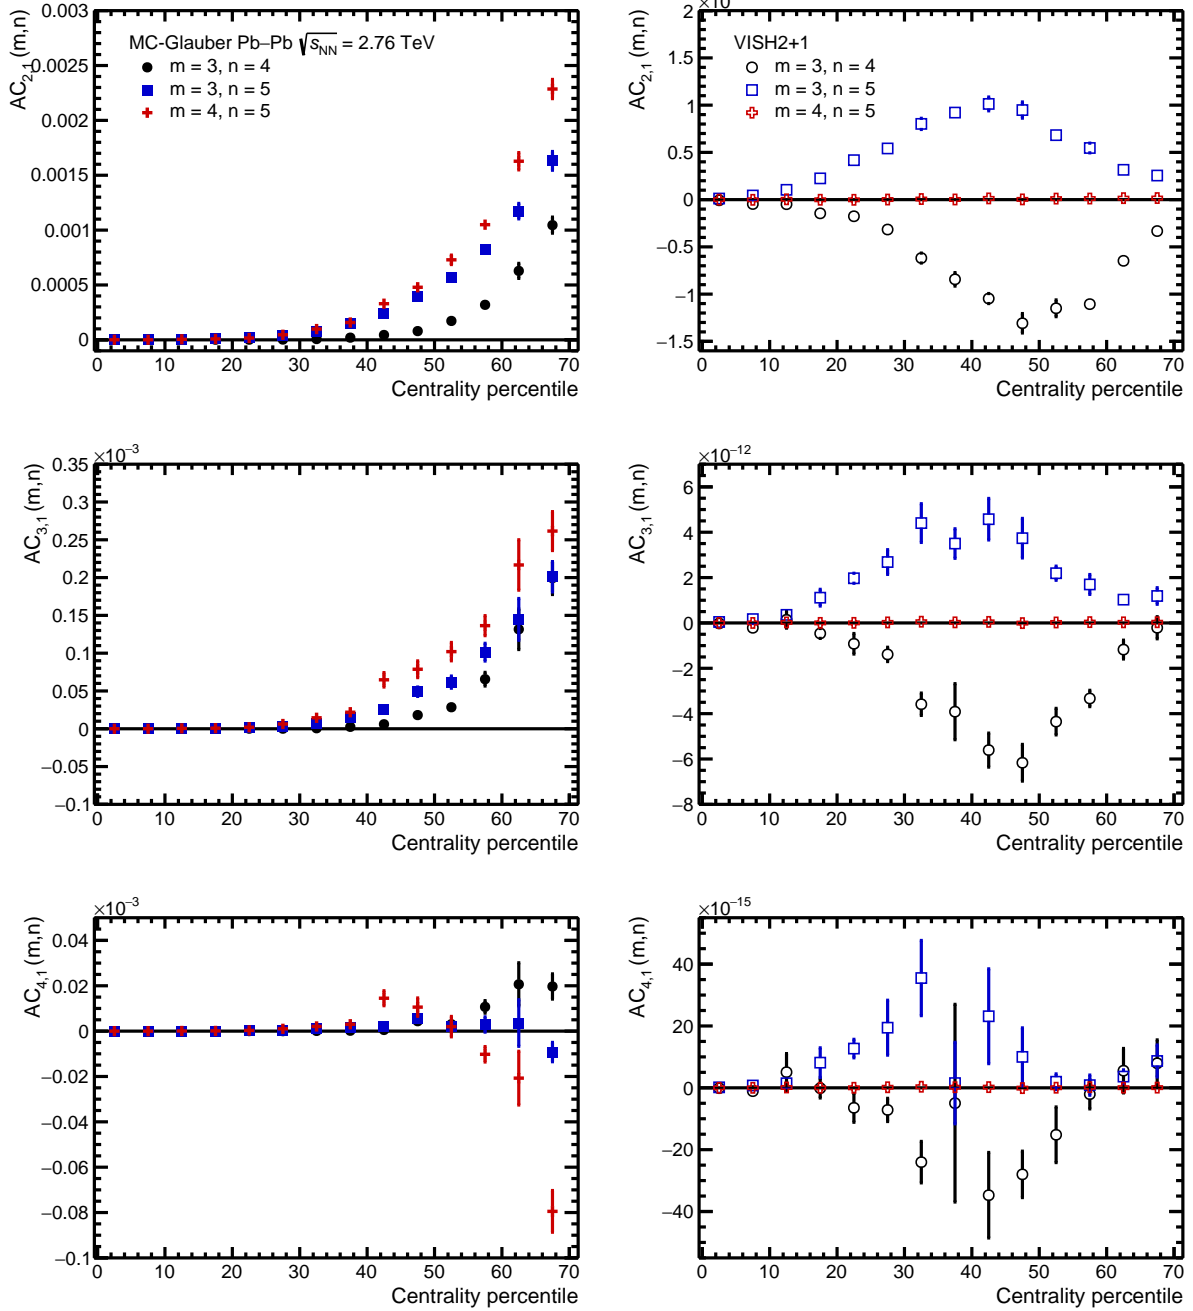 0.003
0.0025
0.002
0.0015
0.001
0.0005
0
AC2,1 (m,n)
MC-Glauber Pb–Pb √sNN = 2.76 TeV
m = 3, n = 4
m = 3, n = 5
m = 4, n = 5
0 10 20 30 40 50 60 70
Centrality percentile
2
1
0.5
0
−0.5
−1
−1.5
AC2,1 (m,n)
VISH2+1
m = 3, n = 4
m = 3, n = 5
m = 4, n = 5
0 10 20 30 40 50 60 70
Centrality percentile
×10−3
0.35
0.3
0.25
0.2
0.15
0.1
0.05
0
−0.05
−0.1
AC3,1 (m,n)
0 10 20 30 40 50 60 70
Centrality percentile
×10−12
6
4
2
0
−2
−4
−6
−8
AC3,1 (m,n)
0 10 20 30 40 50 60 70
Centrality percentile
×10−3
0.04
0.02
0
−0.02
−0.04
−0.06
−0.08
−0.1
AC4,1 (m,n)
0 10 20 30 40 50 60 70
Centrality percentile
×10−15
40
20
0
−20
−40
AC4,1 (m,n)
0 10 20 30 40 50 60 70
Centrality percentile